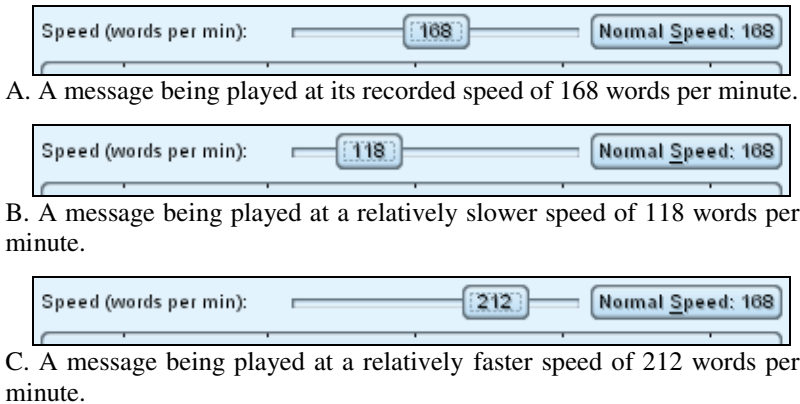 Speed (words per min): 168 Normal Speed: 168
A. A message being played at its recorded speed of 168 words per minute.
Speed (words per min): 118 Normal Speed: 168
B. A message being played at a relatively slower speed of 118 words per
minute.
Speed (words per min): 212 Normal Speed: 168
C. A message being played at a relatively faster speed of 212 words per
minute.